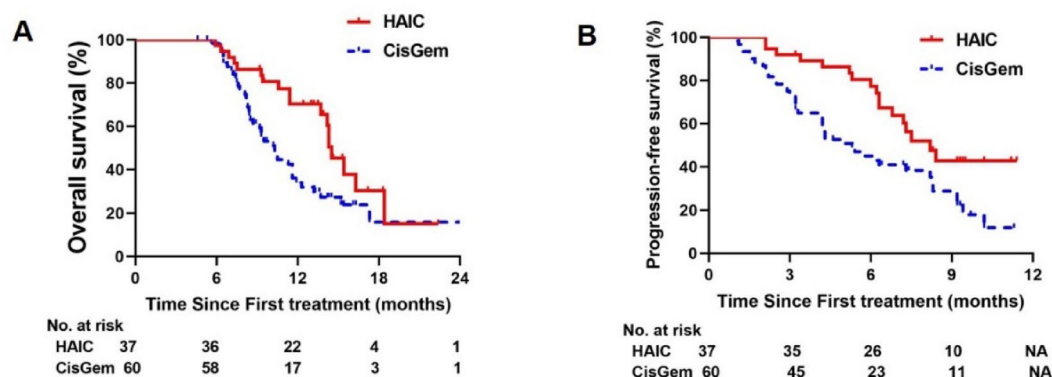 A
HAIC
CisGem
Overall survival (%)
100
80
60
40
20
0
0 6 12 18 24
Time Since First treatment (months)
No. at risk
HAIC 37 36 22 4 1
CisGem 60 58 17 3 1
B
HAIC
CisGem
Progression-free survival (%)
100
80
60
40
20
0
0 3 6 9 12
Time Since First treatment (months)
No. at risk
HAIC 37 35 26 10 NA
CisGem 60 45 23 11 NA